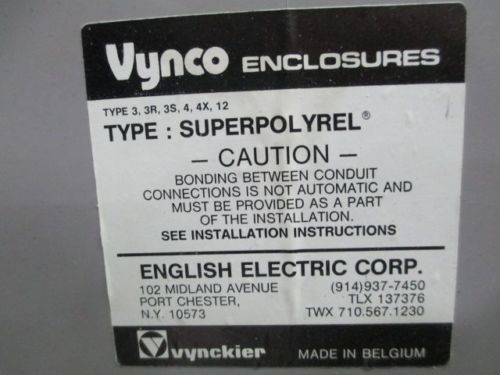 Vynco ENCLOSURES
TYPE 3, 3R, 3S, 4, 4X, 12
TYPE : SUPERPOLYREL®
— CAUTION —
BONDING BETWEEN CONDUIT
CONNECTIONS IS NOT AUTOMATIC AND
MUST BE PROVIDED AS A PART
OF THE INSTALLATION.
SEE INSTALLATION INSTRUCTIONS
ENGLISH ELECTRIC CORP.
102 MIDLAND AVENUE (914)937-7450
PORT CHESTER, TLX 137376
N.Y. 10573 TWX 710.567.1230
vynckier MADE IN BELGIUM